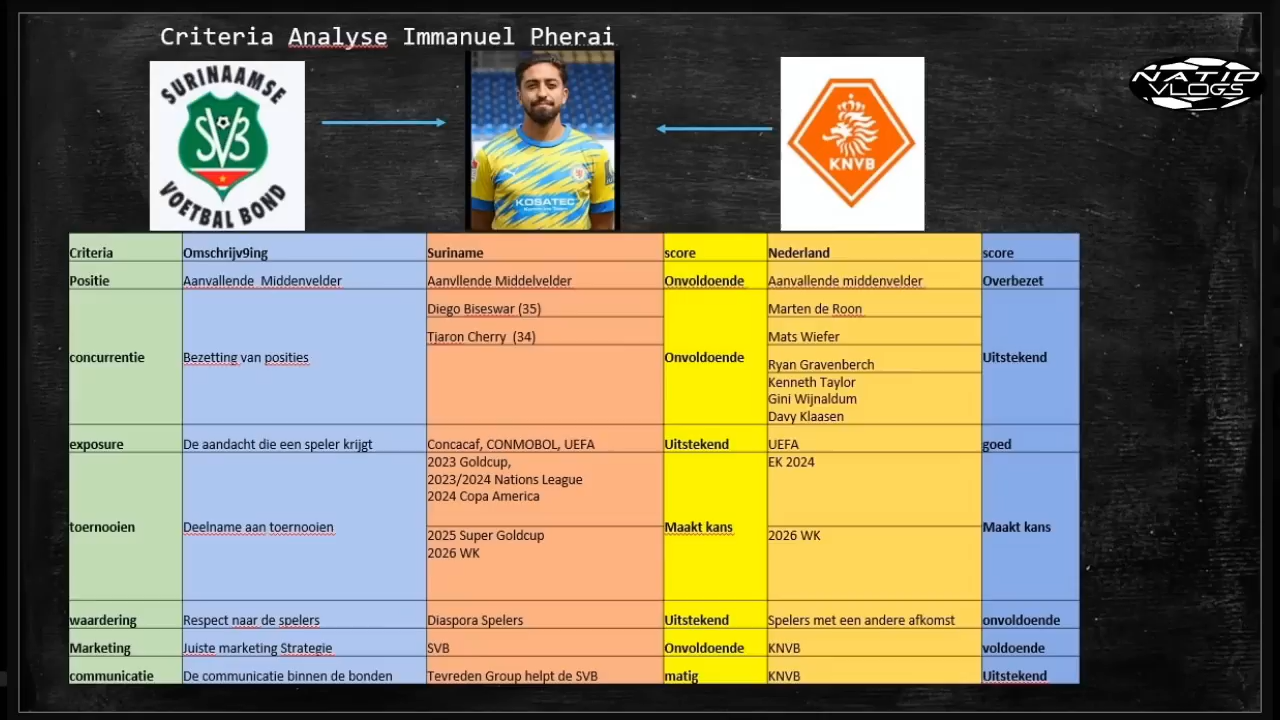 Criteria Analyse Immanuel Pherai
SURINAAMSE
SVB
VOETBAL BOND
KOSATEC
KNVB
NATIO
VLOGS
Criteria Omschrijv9ing Suriname score Nederland score
Positie Aanvallende Middenvelder Aanvllende Middelvelder Onvoldoende Aanvallende middenvelder Overbezet
concurrentie Bezetting van posities Diego Biseswar (35) Onvoldoende Marten de Roon Uitstekend
Tjaron Cherry (34) Mats Wiefer
Ryan Gravenberch
Kenneth Taylor
Gini Wijnaldum
Davy Klaasen
exposure De aandacht die een speler krijgt Concacaf, CONMOBOL, UEFA Uitstekend UEFA goed
toernooien Deelname aan toernooien 2023 Goldcup, Maakt kans EK 2024 Maakt kans
2023/2024 Nations League
2024 Copa America
2025 Super Goldcup 2026 WK
2026 WK
waardering Respect naar de spelers Diaspora Spelers Uitstekend Spelers met een andere afkomst onvoldoende
Marketing Juiste marketing Strategie SVB Onvoldoende KNVB voldoende
communicatie De communicatie binnen de bonden Tevreden Group helpt de SVB matig KNVB Uitstekend